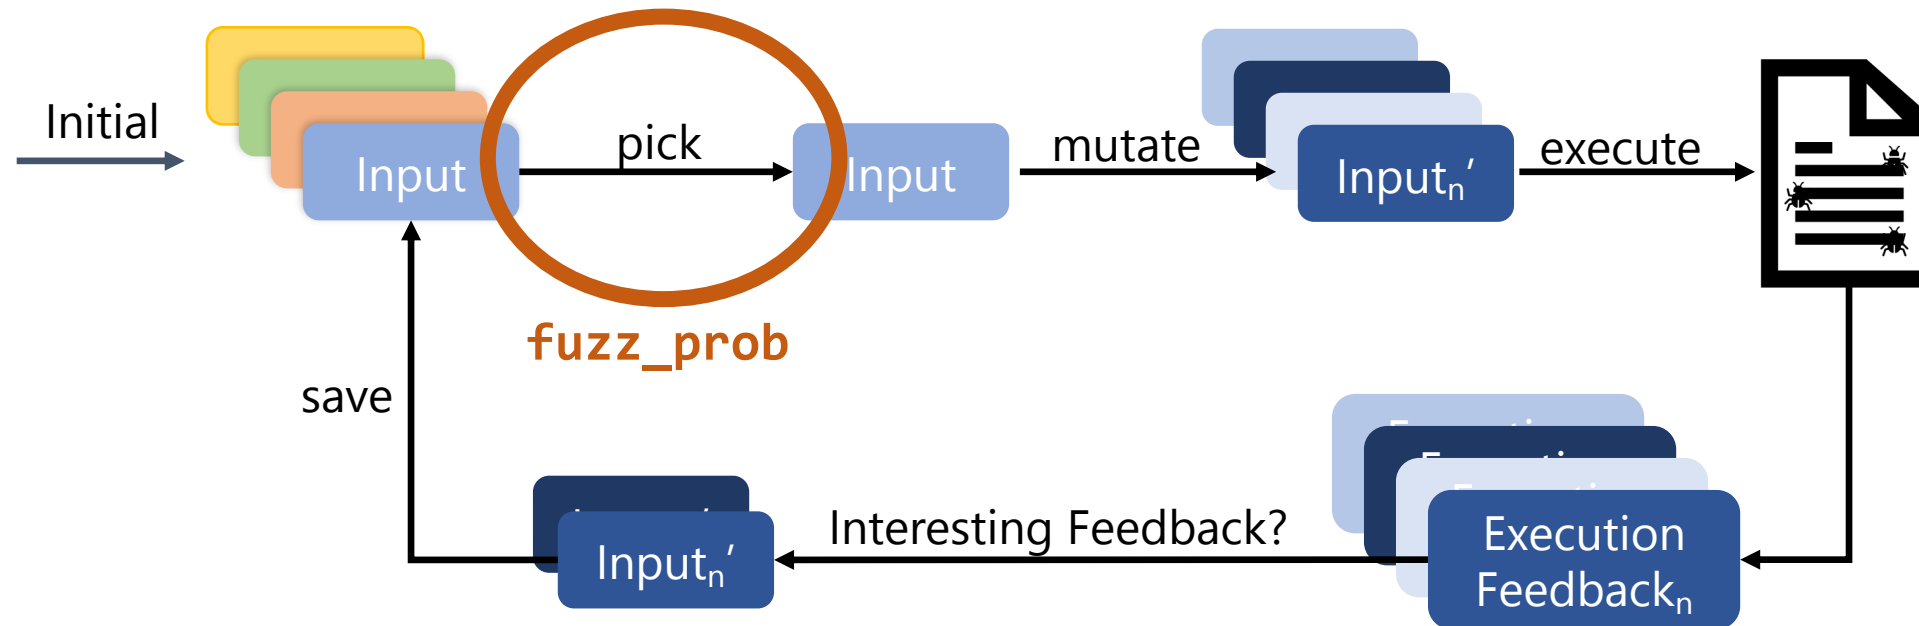 Initial
Input
pick
Input
mutate
Inputₙ′
execute
fuzz_prob
save
Inputₙ′
Interesting Feedback?
Execution
Feedbackₙ